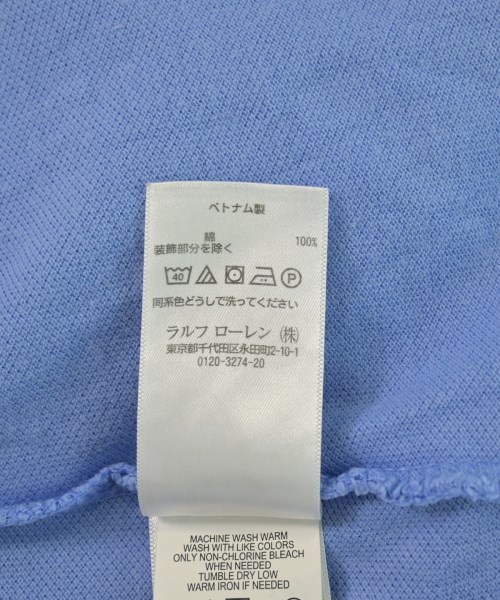 ベトナム製
綿 100%
装飾部分を除く
40 P
同系色どうしで洗ってください
ラルフ ローレン (株)
東京都千代田区永田町2-10-1
0120-3274-20
MACHINE WASH WARM
WASH WITH LIKE COLORS
ONLY NON-CHLORINE BLEACH
WHEN NEEDED
TUMBLE DRY LOW
WARM IRON IF NEEDED